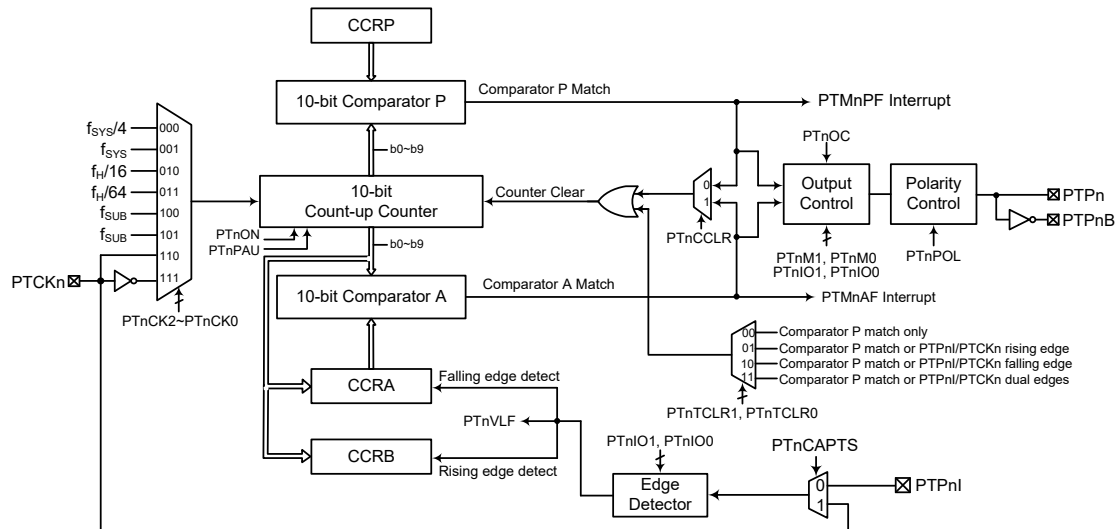 CCRP
10-bit Comparator P
Comparator P Match
PTMnPF Interrupt
fSYS/4
000
fSYS
001
fH/16
010
fH/64
011
fSUB
100
fSUB
101
110
111
PTCKn
PTnCK2~PTnCK0
b0~b9
10-bit
Count-up Counter
PTnON
PTnPAU
b0~b9
Counter Clear
0
1
PTnCCLR
PTnOC
Output
Control
PTnM1, PTnM0
PTnIO1, PTnIO0
Polarity
Control
PTnPOL
PTPn
PTPnB
10-bit Comparator A
Comparator A Match
PTMnAF Interrupt
00
Comparator P match only
01
Comparator P match or PTPnI/PTCKn rising edge
10
Comparator P match or PTPnI/PTCKn falling edge
11
Comparator P match or PTPnI/PTCKn dual edges
PTnTCLR1, PTnTCLR0
CCRA
Falling edge detect
PTnVLF
CCRB
Rising edge detect
PTnIO1, PTnIO0
Edge
Detector
PTnCAPTS
0
1
PTPnI